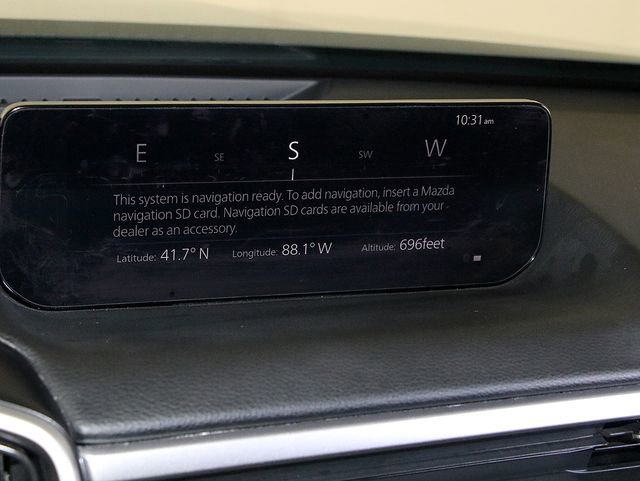 10:31 am
E SE S SW W
This system is navigation ready. To add navigation, insert a Mazda
navigation SD card. Navigation SD cards are available from your
dealer as an accessory.
Latitude: 41.7° N Longitude: 88.1° W Altitude: 696feet